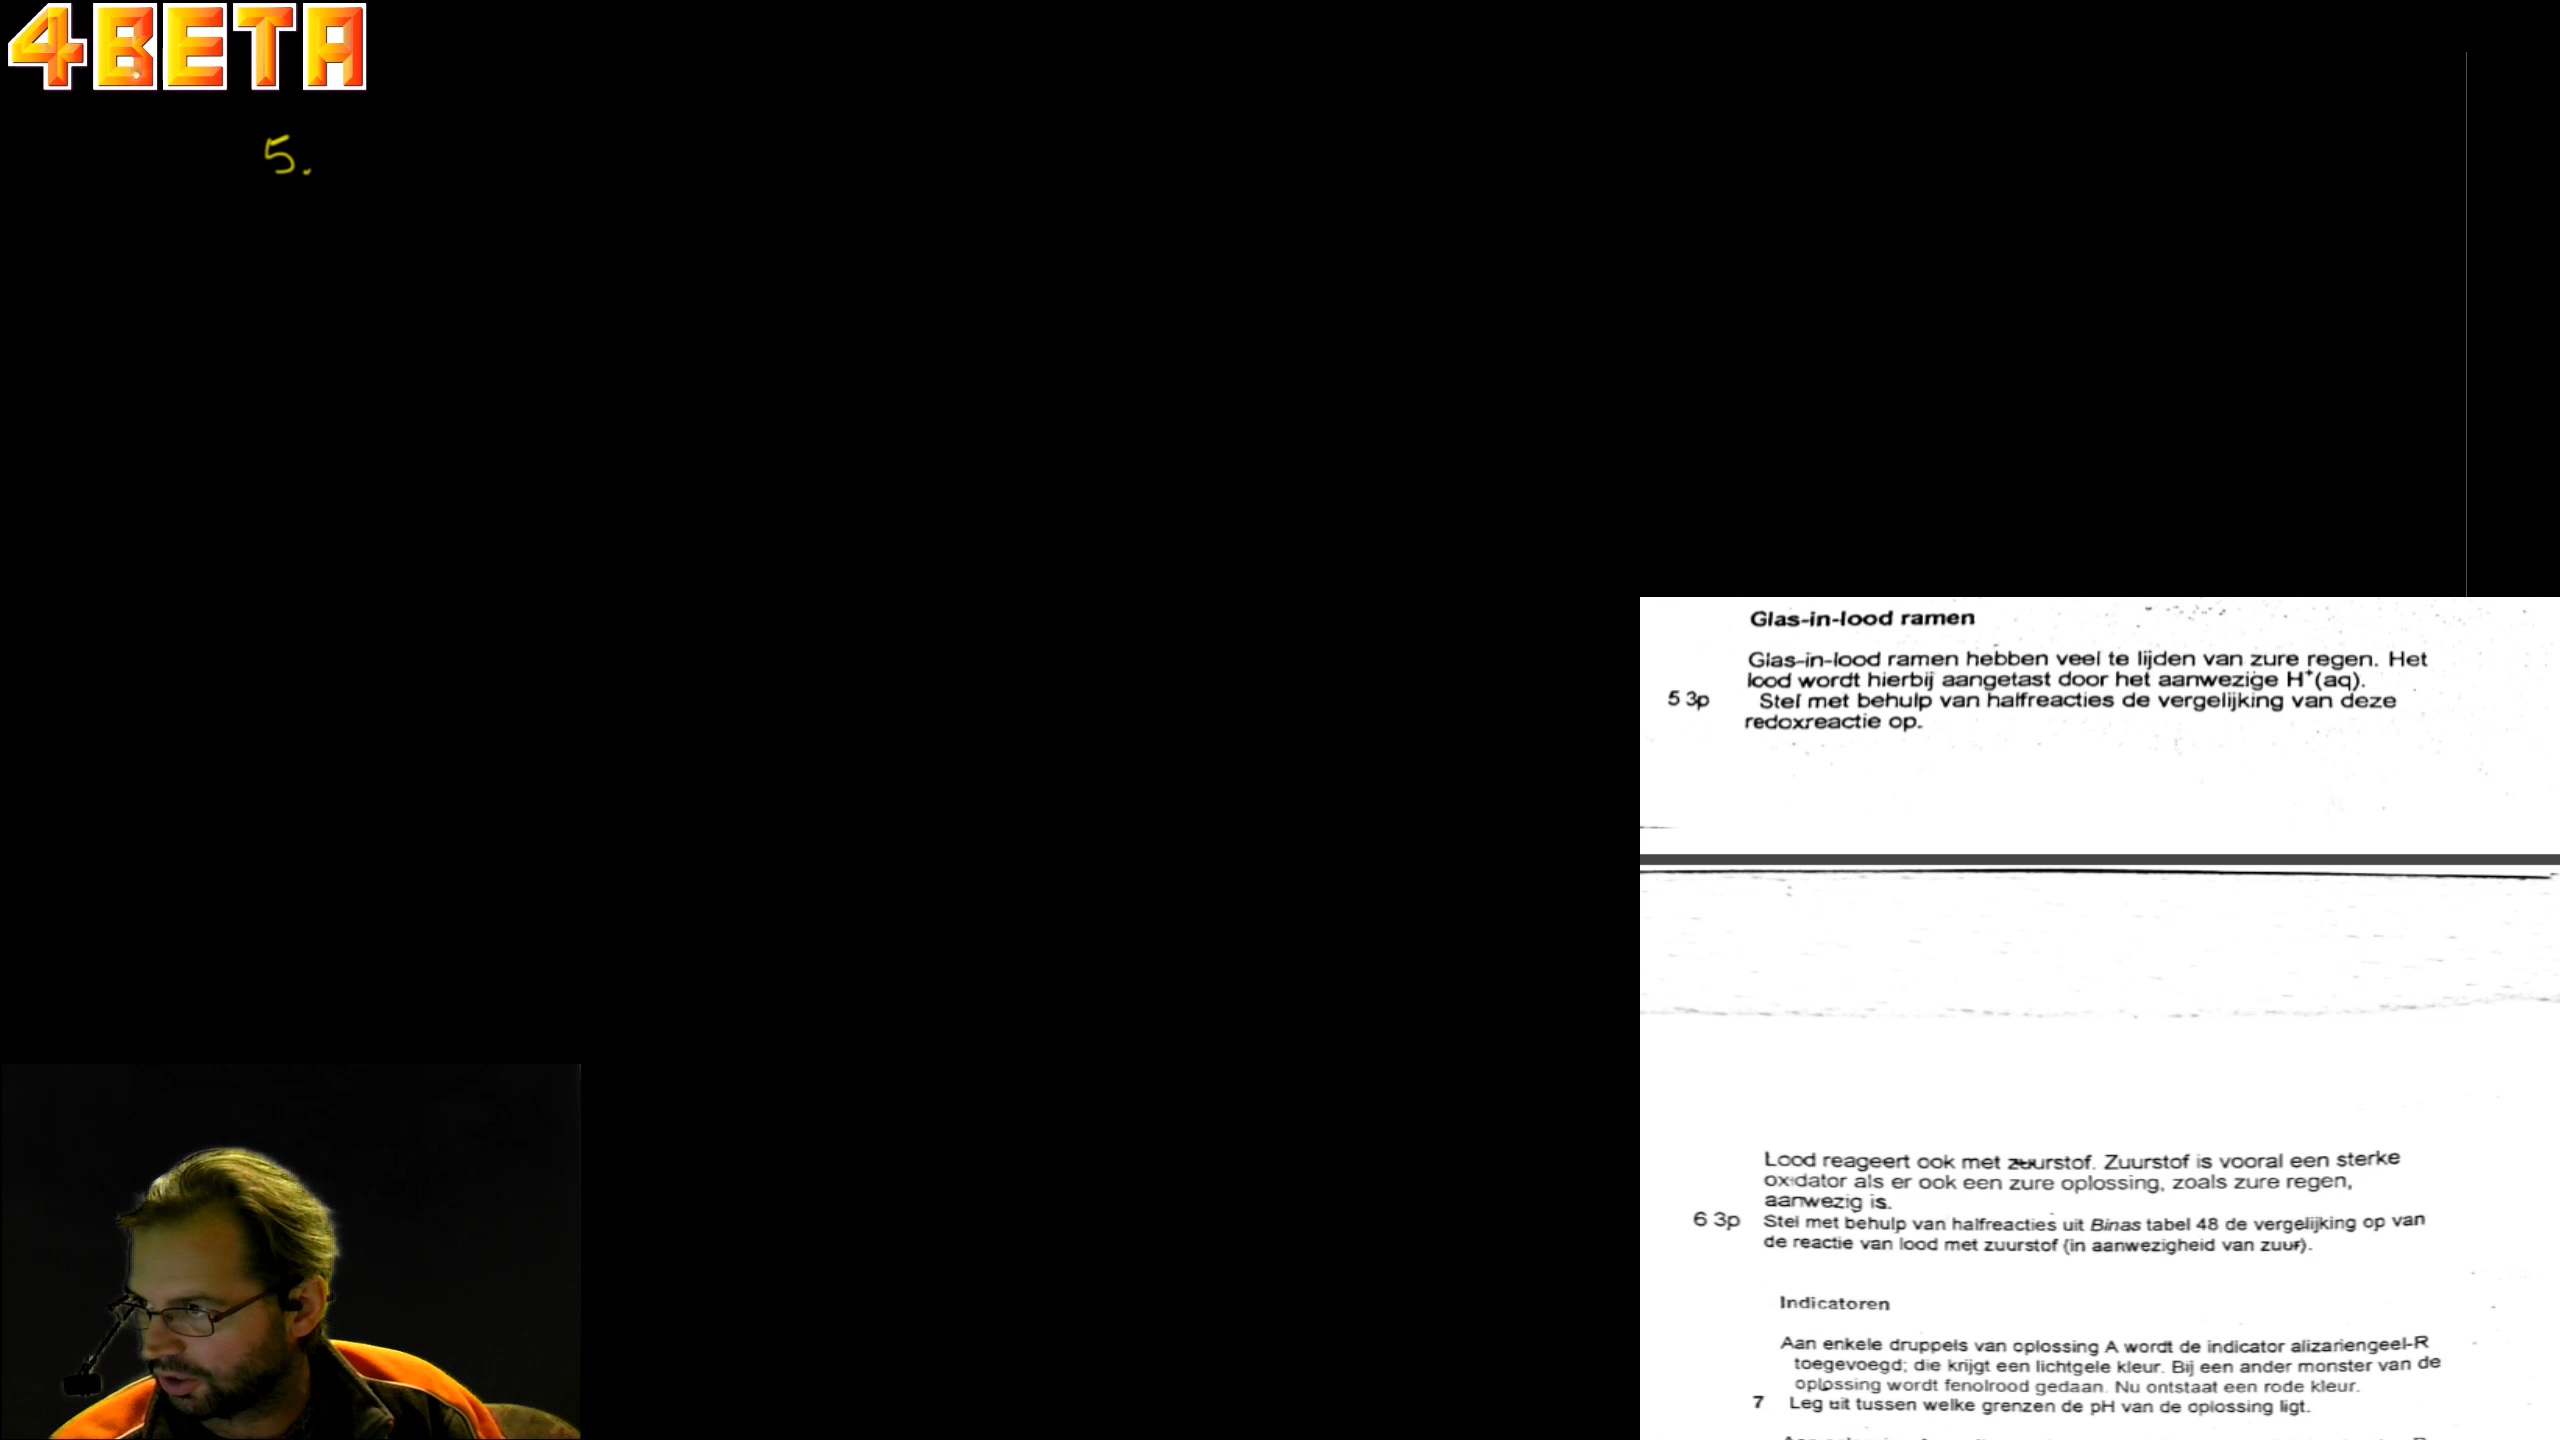 4BETA
5.
Glas-in-lood ramen
Glas-in-lood ramen hebben veel te lijden van zure regen. Het
lood wordt hierbij aangetast door het aanwezige H⁺(aq).
5 3p Stel met behulp van halfreacties de vergelijking van deze
redoxreactie op.
Lood reageert ook met zuurstof. Zuurstof is vooral een sterke
oxidator als er ook een zure oplossing, zoals zure regen,
aanwezig is.
6 3p Stel met behulp van halfreacties uit Binas tabel 48 de vergelijking op van
de reactie van lood met zuurstof (in aanwezigheid van zuur).
Indicatoren
Aan enkele druppels van oplossing A wordt de indicator alizariengeel-R
toegevoegd; die krijgt een lichtgele kleur. Bij een ander monster van de
oplossing wordt fenolrood gedaan. Nu ontstaat een rode kleur.
7 Leg uit tussen welke grenzen de pH van de oplossing ligt.